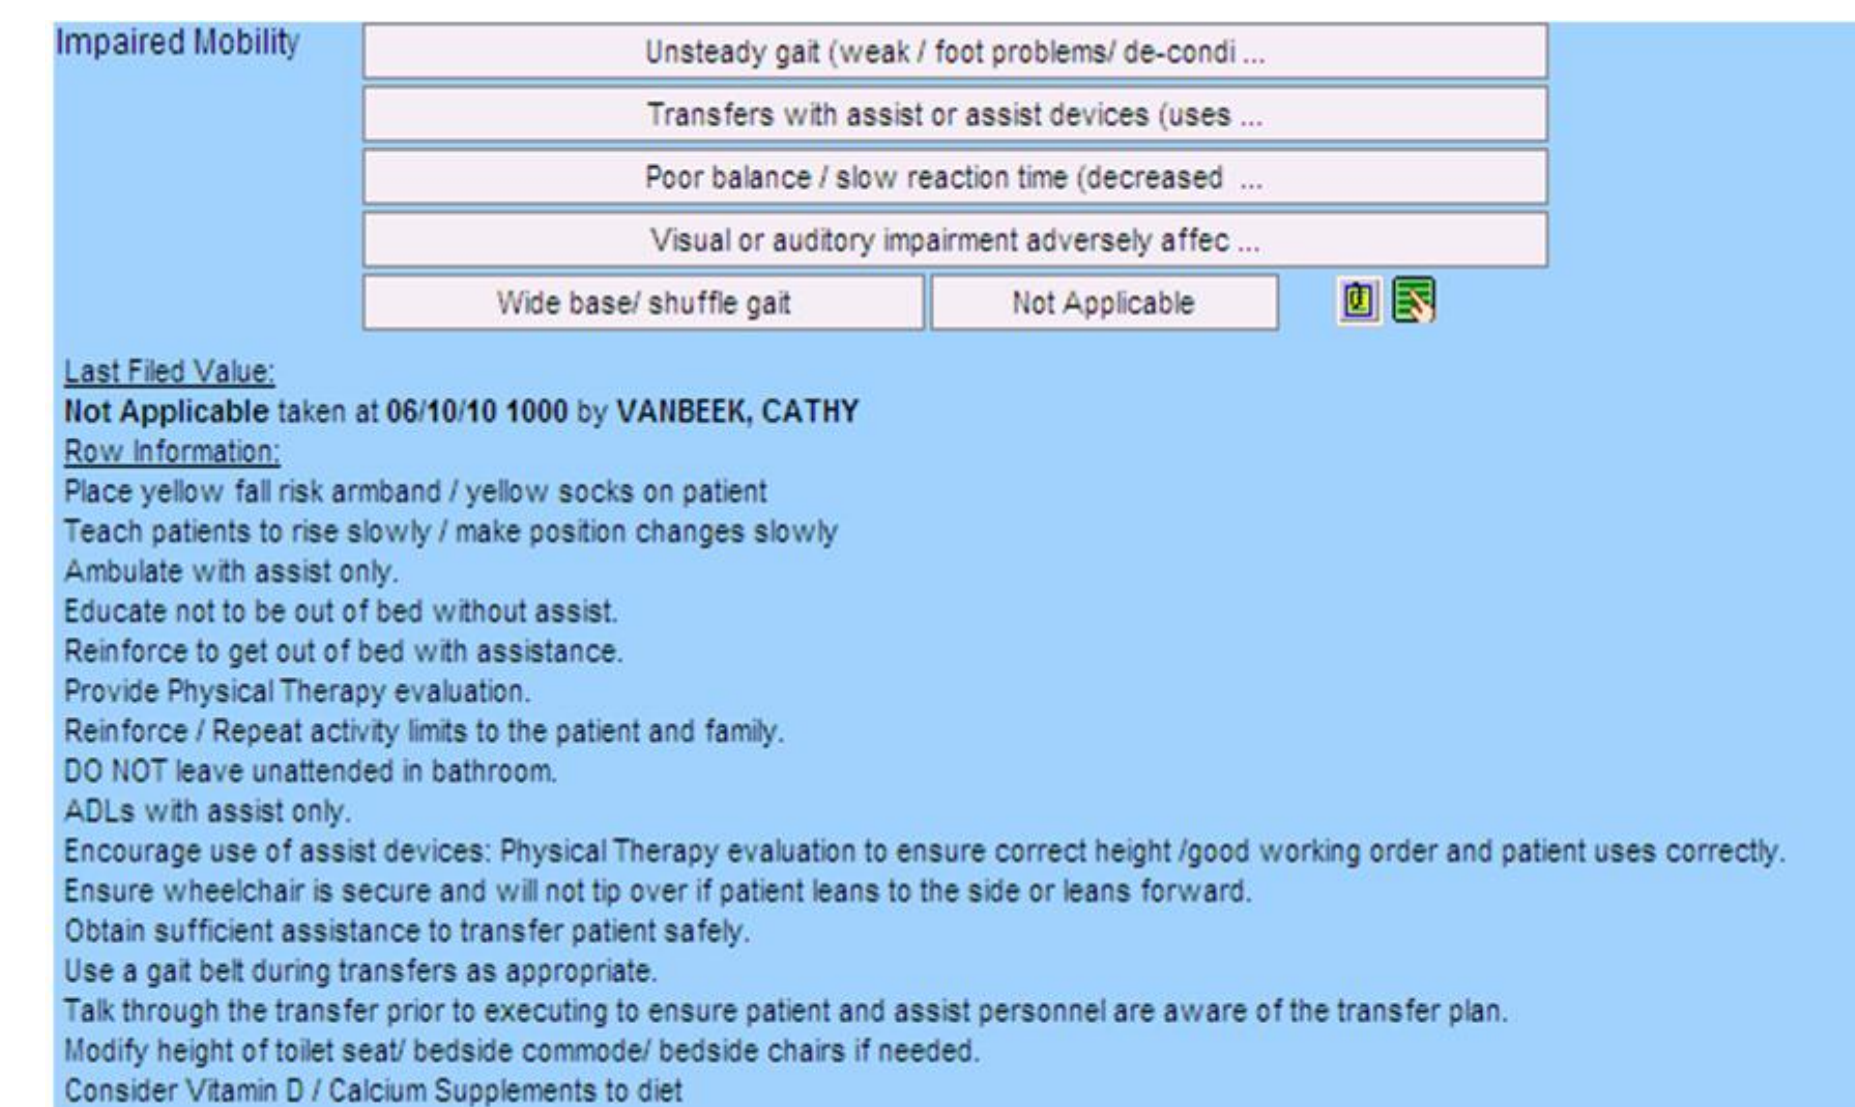 Impaired Mobility
Unsteady gait (weak / foot problems/ de-condi ...
Transfers with assist or assist devices (uses ...
Poor balance / slow reaction time (decreased ...
Visual or auditory impairment adversely affec ...
Wide base/ shuffle gait Not Applicable
Last Filed Value:
Not Applicable taken at 06/10/10 1000 by VANBEEK, CATHY
Row Information:
Place yellow fall risk armband / yellow socks on patient
Teach patients to rise slowly / make position changes slowly
Ambulate with assist only.
Educate not to be out of bed without assist.
Reinforce to get out of bed with assistance.
Provide Physical Therapy evaluation.
Reinforce / Repeat activity limits to the patient and family.
DO NOT leave unattended in bathroom.
ADLs with assist only.
Encourage use of assist devices: Physical Therapy evaluation to ensure correct height /good working order and patient uses correctly.
Ensure wheelchair is secure and will not tip over if patient leans to the side or leans forward.
Obtain sufficient assistance to transfer patient safely.
Use a gait belt during transfers as appropriate.
Talk through the transfer prior to executing to ensure patient and assist personnel are aware of the transfer plan.
Modify height of toilet seat/ bedside commode/ bedside chairs if needed.
Consider Vitamin D / Calcium Supplements to diet